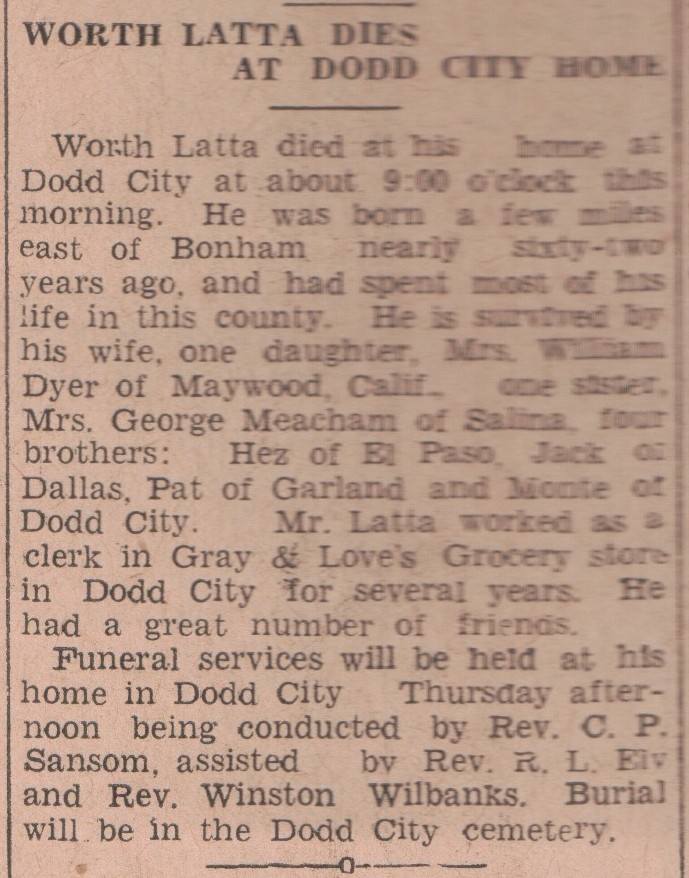 WORTH LATTA DIES
AT DODD CITY HOME
Worth Latta died at his home at
Dodd City at about 9:00 o'clock this
morning. He was born a few miles
east of Bonham nearly sixty-two
years ago, and had spent most of his
life in this county. He is survived by
his wife, one daughter, Mrs. William
Dyer of Maywood, Calif., one sister,
Mrs. George Meacham of Salina, four
brothers: Hez of El Paso, Jack of
Dallas, Pat of Garland and Monte of
Dodd City. Mr. Latta worked as a
clerk in Gray & Love's Grocery store
in Dodd City for several years. He
had a great number of friends.
Funeral services will be held at his
home in Dodd City Thursday after-
noon being conducted by Rev. C. P.
Sansom, assisted by Rev. R. L. Ely
and Rev. Winston Wilbanks. Burial
will be in the Dodd City cemetery.